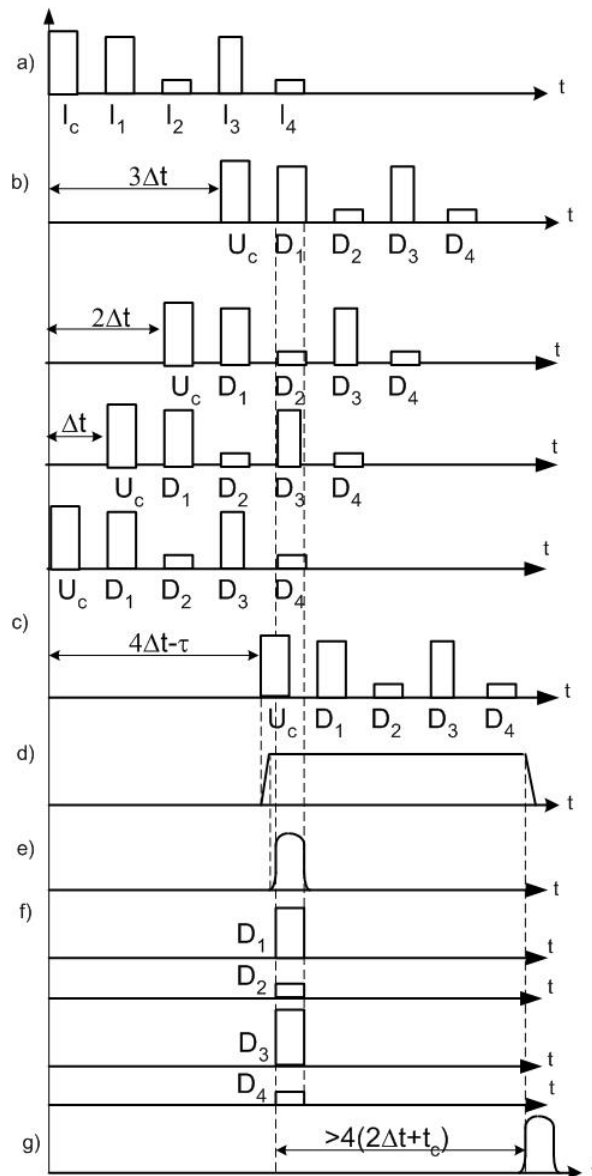 a)
t
I_c I_1 I_2 I_3 I_4
b)
3Δt
t
U_c D_1 D_2 D_3 D_4
2Δt
t
U_c D_1 D_2 D_3 D_4
Δt
t
U_c D_1 D_2 D_3 D_4
t
U_c D_1 D_2 D_3 D_4
c)
4Δt-τ
t
U_c D_1 D_2 D_3 D_4
d)
t
e)
t
f)
D_1
t
D_2
t
D_3
t
D_4
t
g)
>4(2Δt+t_c)